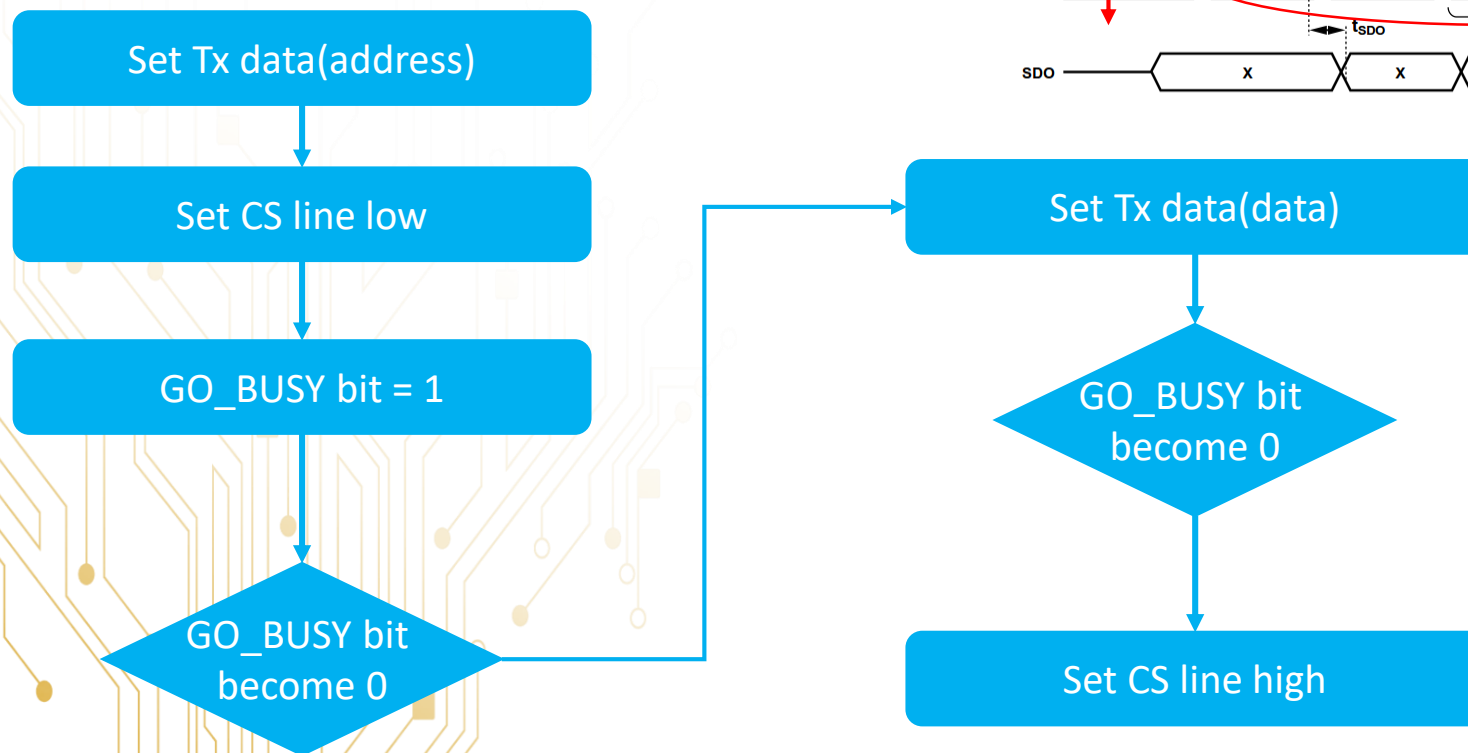 Set Tx data(address)
Set CS line low
GO_BUSY bit = 1
GO_BUSY bit
become 0
tSDO
SDO
X
X
Set Tx data(data)
GO_BUSY bit
become 0
Set CS line high